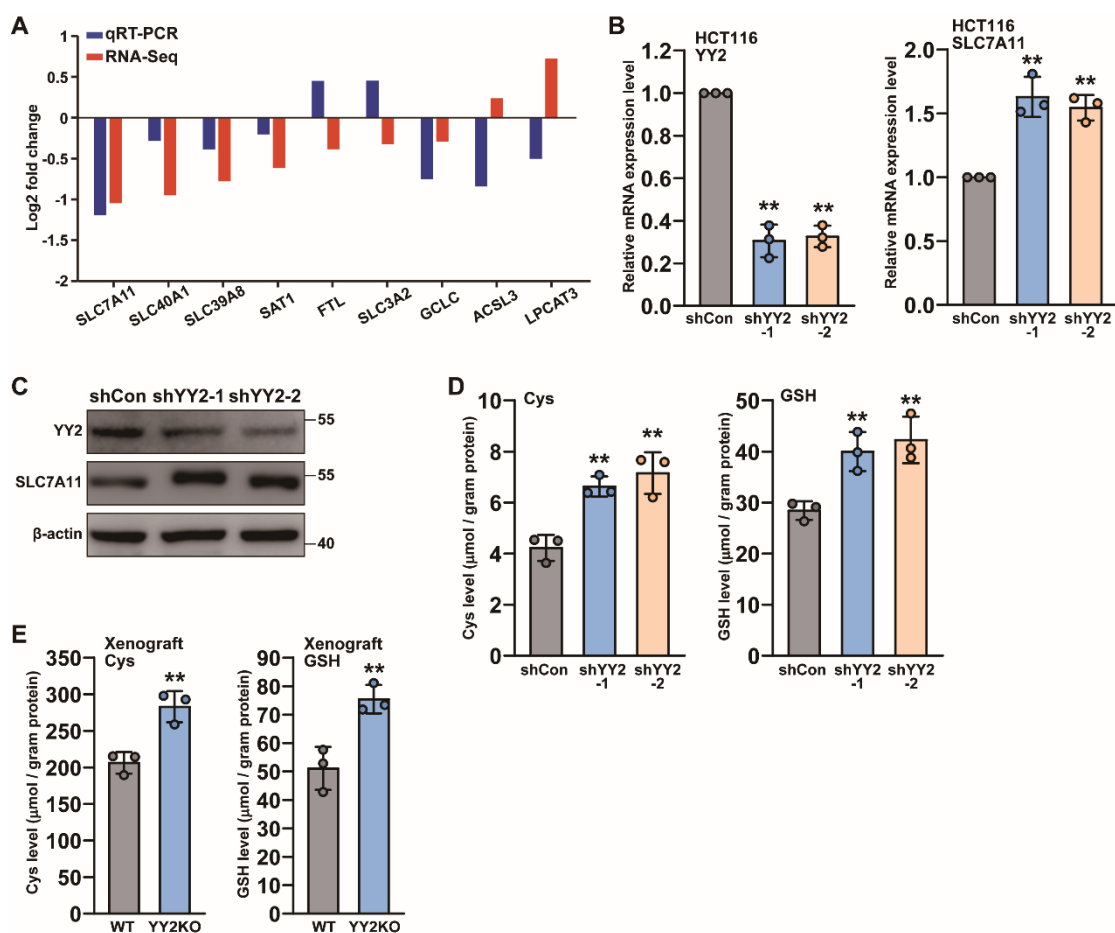 A
qRT-PCR
RNA-Seq
Log2 fold change
1
0.5
0
-0.5
-1
-1.5
-2
SLC7A11
SLC40A1
SLC39A8
SAT1
FTL
SLC3A2
GCLC
ACSL3
LPCAT3
B
HCT116
YY2
Relative mRNA expression level
1.2
1.0
0.8
0.6
0.4
0.2
0.0
** **
shCon shYY2 shYY2
-1 -2
HCT116
SLC7A11
Relative mRNA expression level
2.0
1.5
1.0
0.5
0.0
** **
shCon shYY2 shYY2
-1 -2
C
shCon shYY2-1 shYY2-2
YY2 55
SLC7A11 55
β-actin 40
D
Cys
Cys level (μmol / gram protein)
10
8
6
4
2
0
** **
shCon shYY2 shYY2
-1 -2
GSH
GSH level (μmol / gram protein)
50
40
30
20
10
0
** **
shCon shYY2 shYY2
-1 -2
E
Xenograft
Cys
Cys level (μmol / gram protein)
350
300
250
200
150
100
50
0
**
WT YY2KO
Xenograft
GSH
GSH level (μmol / gram protein)
90
80
70
60
50
40
30
20
10
0
**
WT YY2KO